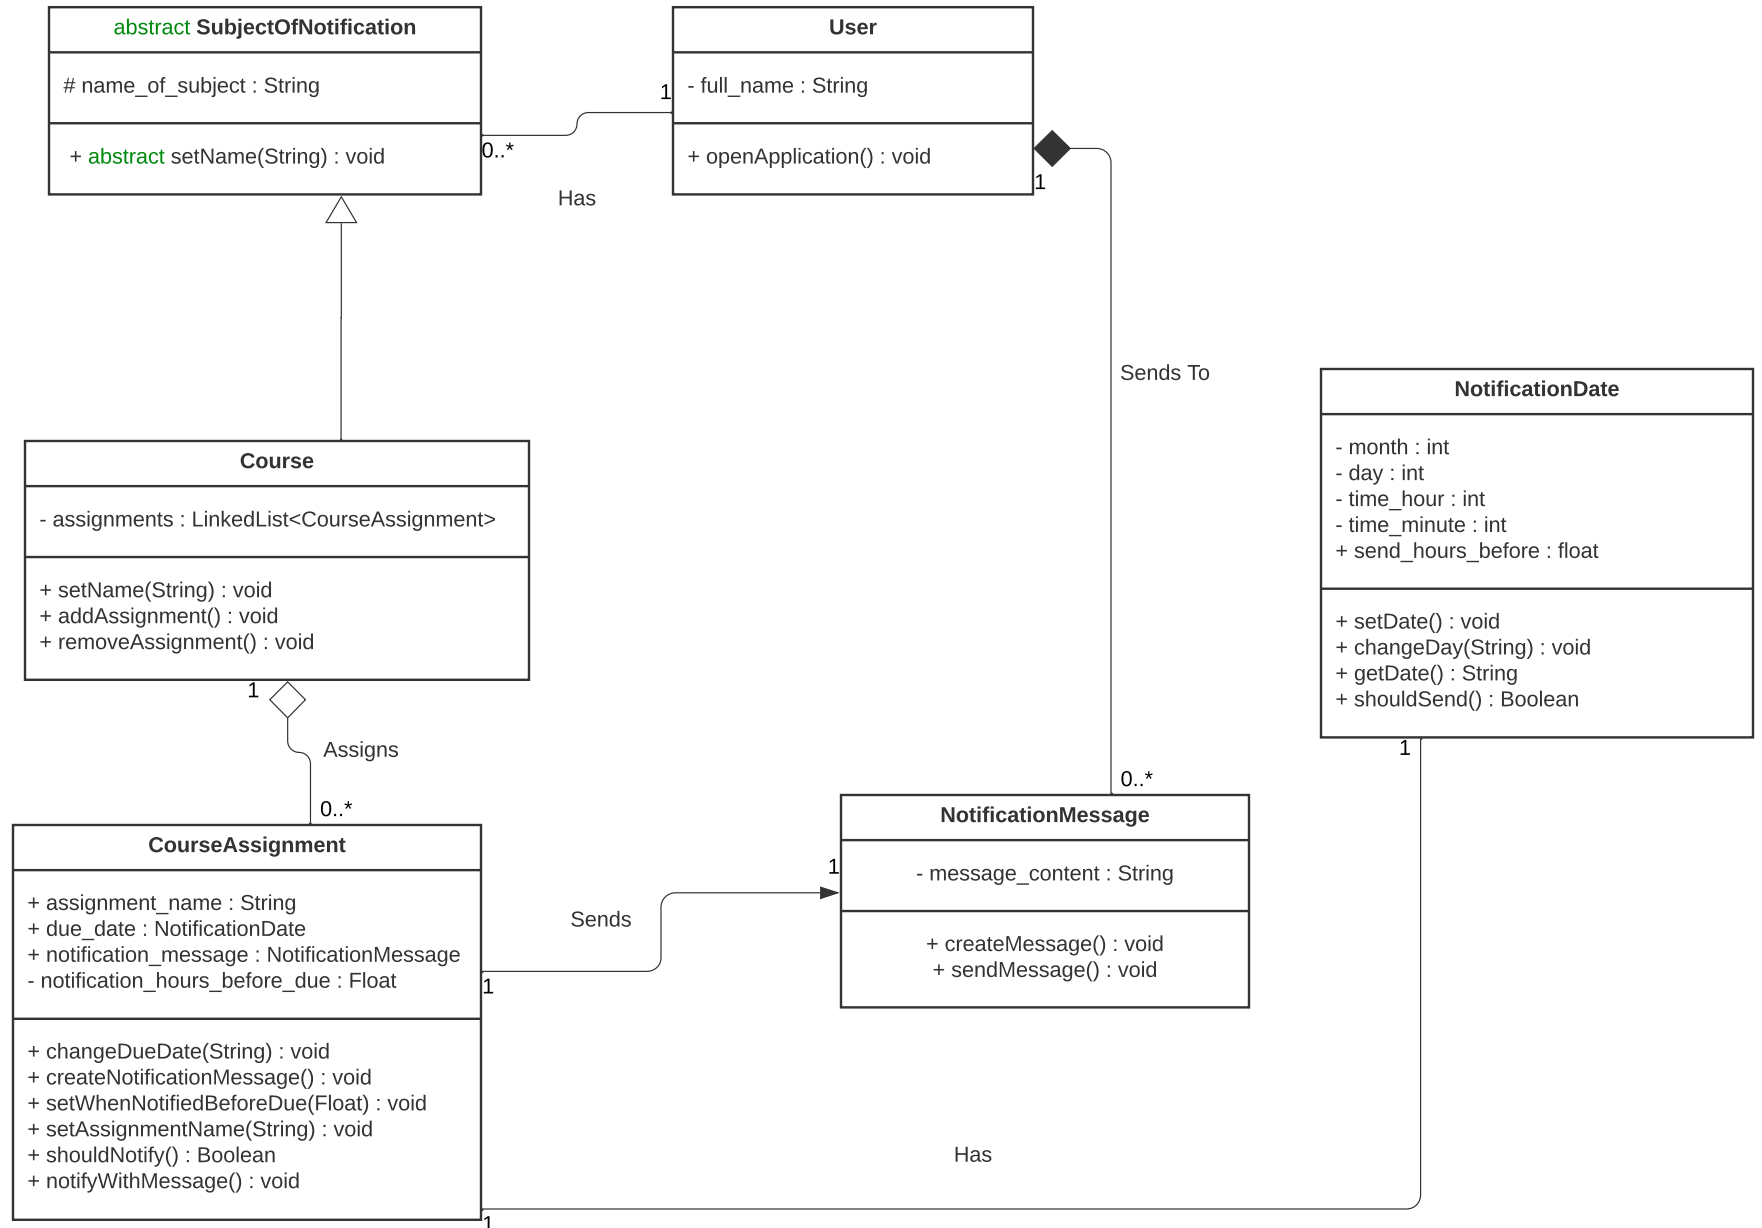 abstract SubjectOfNotification
# name_of_subject : String
+ abstract setName(String) : void
User
- full_name : String
+ openApplication() : void
1
0..*
Has
1
Sends To
0..*
Course
- assignments : LinkedList<CourseAssignment>
+ setName(String) : void
+ addAssignment() : void
+ removeAssignment() : void
1
Assigns
0..*
NotificationDate
- month : int
- day : int
- time_hour : int
- time_minute : int
+ send_hours_before : float
+ setDate() : void
+ changeDay(String) : void
+ getDate() : String
+ shouldSend() : Boolean
1
CourseAssignment
+ assignment_name : String
+ due_date : NotificationDate
+ notification_message : NotificationMessage
- notification_hours_before_due : Float
+ changeDueDate(String) : void
+ createNotificationMessage() : void
+ setWhenNotifiedBeforeDue(Float) : void
+ setAssignmentName(String) : void
+ shouldNotify() : Boolean
+ notifyWithMessage() : void
1
Sends
1
NotificationMessage
- message_content : String
+ createMessage() : void
+ sendMessage() : void
Has
1